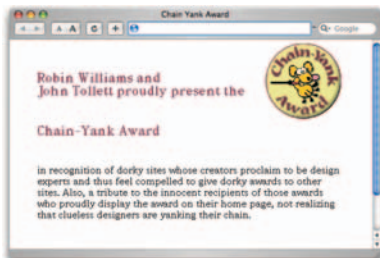 Chain Yank Award
A A
Google
Chain-Yank
Award
Robin Williams and
John Tollett proudly present the
Chain-Yank Award
in recognition of dorky sites whose creators proclaim to be design
experts and thus feel compelled to give dorky awards to other
sites. Also, a tribute to the innocent recipients of those awards
who proudly display the award on their home page, not realizing
that clueless designers are yanking their chain.